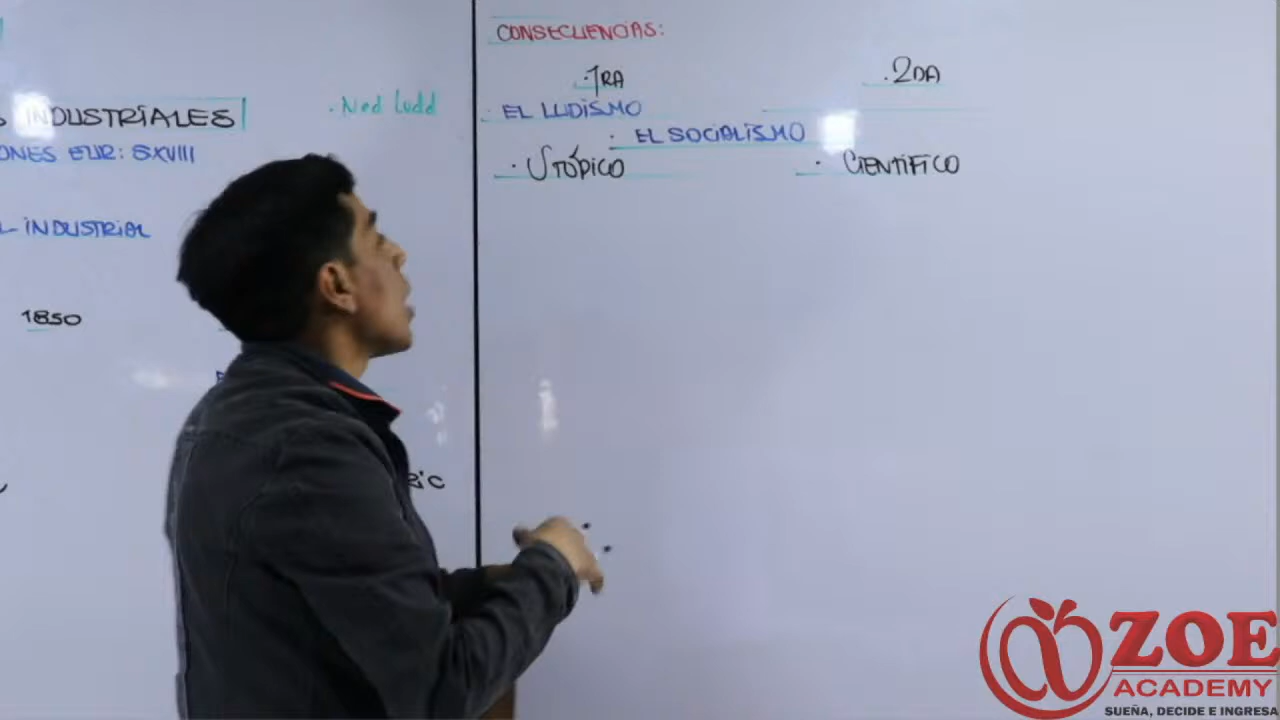 INDUSTRIALES
EUR: SXVIII
INDUSTRIAL
1850
. Ned Ludd
CONSECUENCIAS:
.1RA
.2DA
EL LUDISMO
. EL SOCIALISMO
. UTÓPICO
. CIENTIFICO
ZOE
ACADEMY
SUEÑA, DECIDE E INGRESA